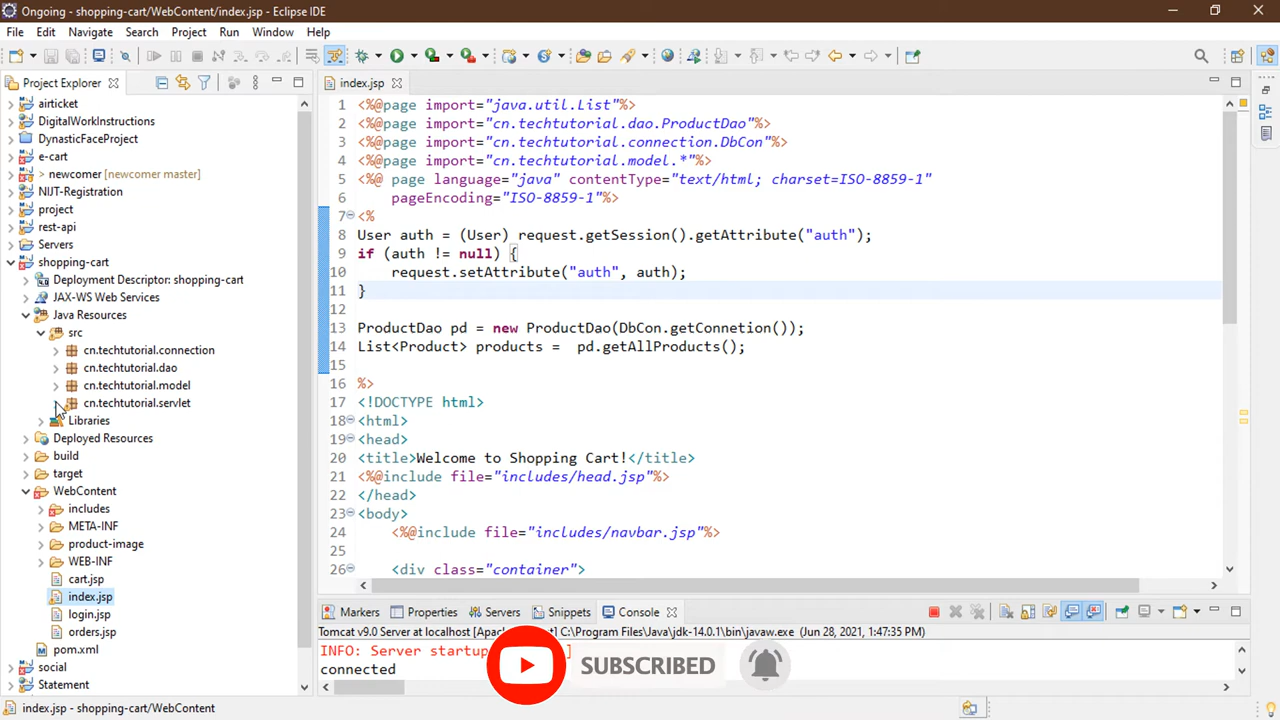 Ongoing - shopping-cart/WebContent/index.jsp - Eclipse IDE
File Edit Navigate Search Project Run Window Help
Project Explorer
airticket
DigitalWorkInstructions
DynasticFaceProject
e-cart
> newcomer [newcomer master]
NIJT-Registration
project
rest-api
Servers
shopping-cart
Deployment Descriptor: shopping-cart
JAX-WS Web Services
Java Resources
src
cn.techtutorial.connection
cn.techtutorial.dao
cn.techtutorial.model
cn.techtutorial.servlet
Libraries
Deployed Resources
build
target
WebContent
includes
META-INF
product-image
WEB-INF
cart.jsp
index.jsp
login.jsp
orders.jsp
pom.xml
social
Statement
index.jsp
1 <%@page import="java.util.List"%>
2 <%@page import="cn.techtutorial.dao.ProductDao"%>
3 <%@page import="cn.techtutorial.connection.DbCon"%>
4 <%@page import="cn.techtutorial.model.*"%>
5 <%@ page language="java" contentType="text/html; charset=ISO-8859-1"
6 pageEncoding="ISO-8859-1"%>
7 <%
8 User auth = (User) request.getSession().getAttribute("auth");
9 if (auth != null) {
10 request.setAttribute("auth", auth);
11 }
12
13 ProductDao pd = new ProductDao(DbCon.getConnetion());
14 List<Product> products = pd.getAllProducts();
15
16 %>
17 <!DOCTYPE html>
18 <html>
19 <head>
20 <title>Welcome to Shopping Cart!</title>
21 <%@include file="includes/head.jsp"%>
22 </head>
23 <body>
24 <%@include file="includes/navbar.jsp"%>
25
26 <div class="container">
Markers Properties Servers Snippets Console
Tomcat v9.0 Server at localhost [Apac C:\Program Files\Java\jdk-14.0.1\bin\javaw.exe (Jun 28, 2021, 1:47:35 PM)
INFO: Server startup ]
connected
SUBSCRIBED
index.jsp - shopping-cart/WebContent